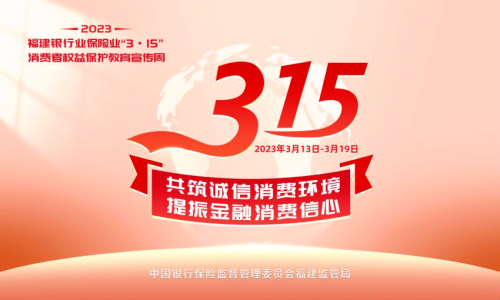 2023
福建银行业保险业“3·15”
消费者权益保护教育宣传周
315
2023年3月13日-3月19日
共筑诚信消费环境
提振金融消费信心
中国银行保险监督管理委员会福建监管局